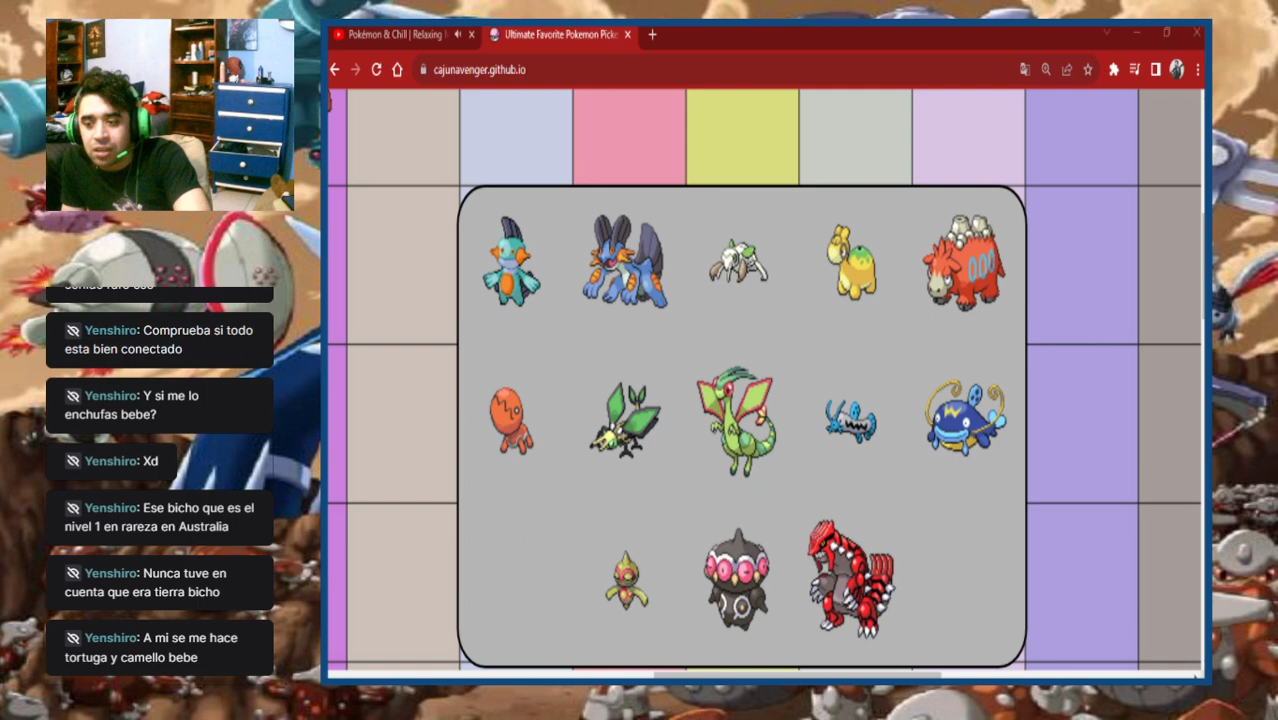 Pokémon & Chill | Relaxing
Ultimate Favorite Pokemon Picke
cajunavenger.github.io
Yenshiro: Comprueba si todo
esta bien conectado
Yenshiro: Y si me lo
enchufas bebe?
Yenshiro: Xd
Yenshiro: Ese bicho que es el
nivel 1 en rareza en Australia
Yenshiro: Nunca tuve en
cuenta que era tierra bicho
Yenshiro: A mi se me hace
tortuga y camello bebe